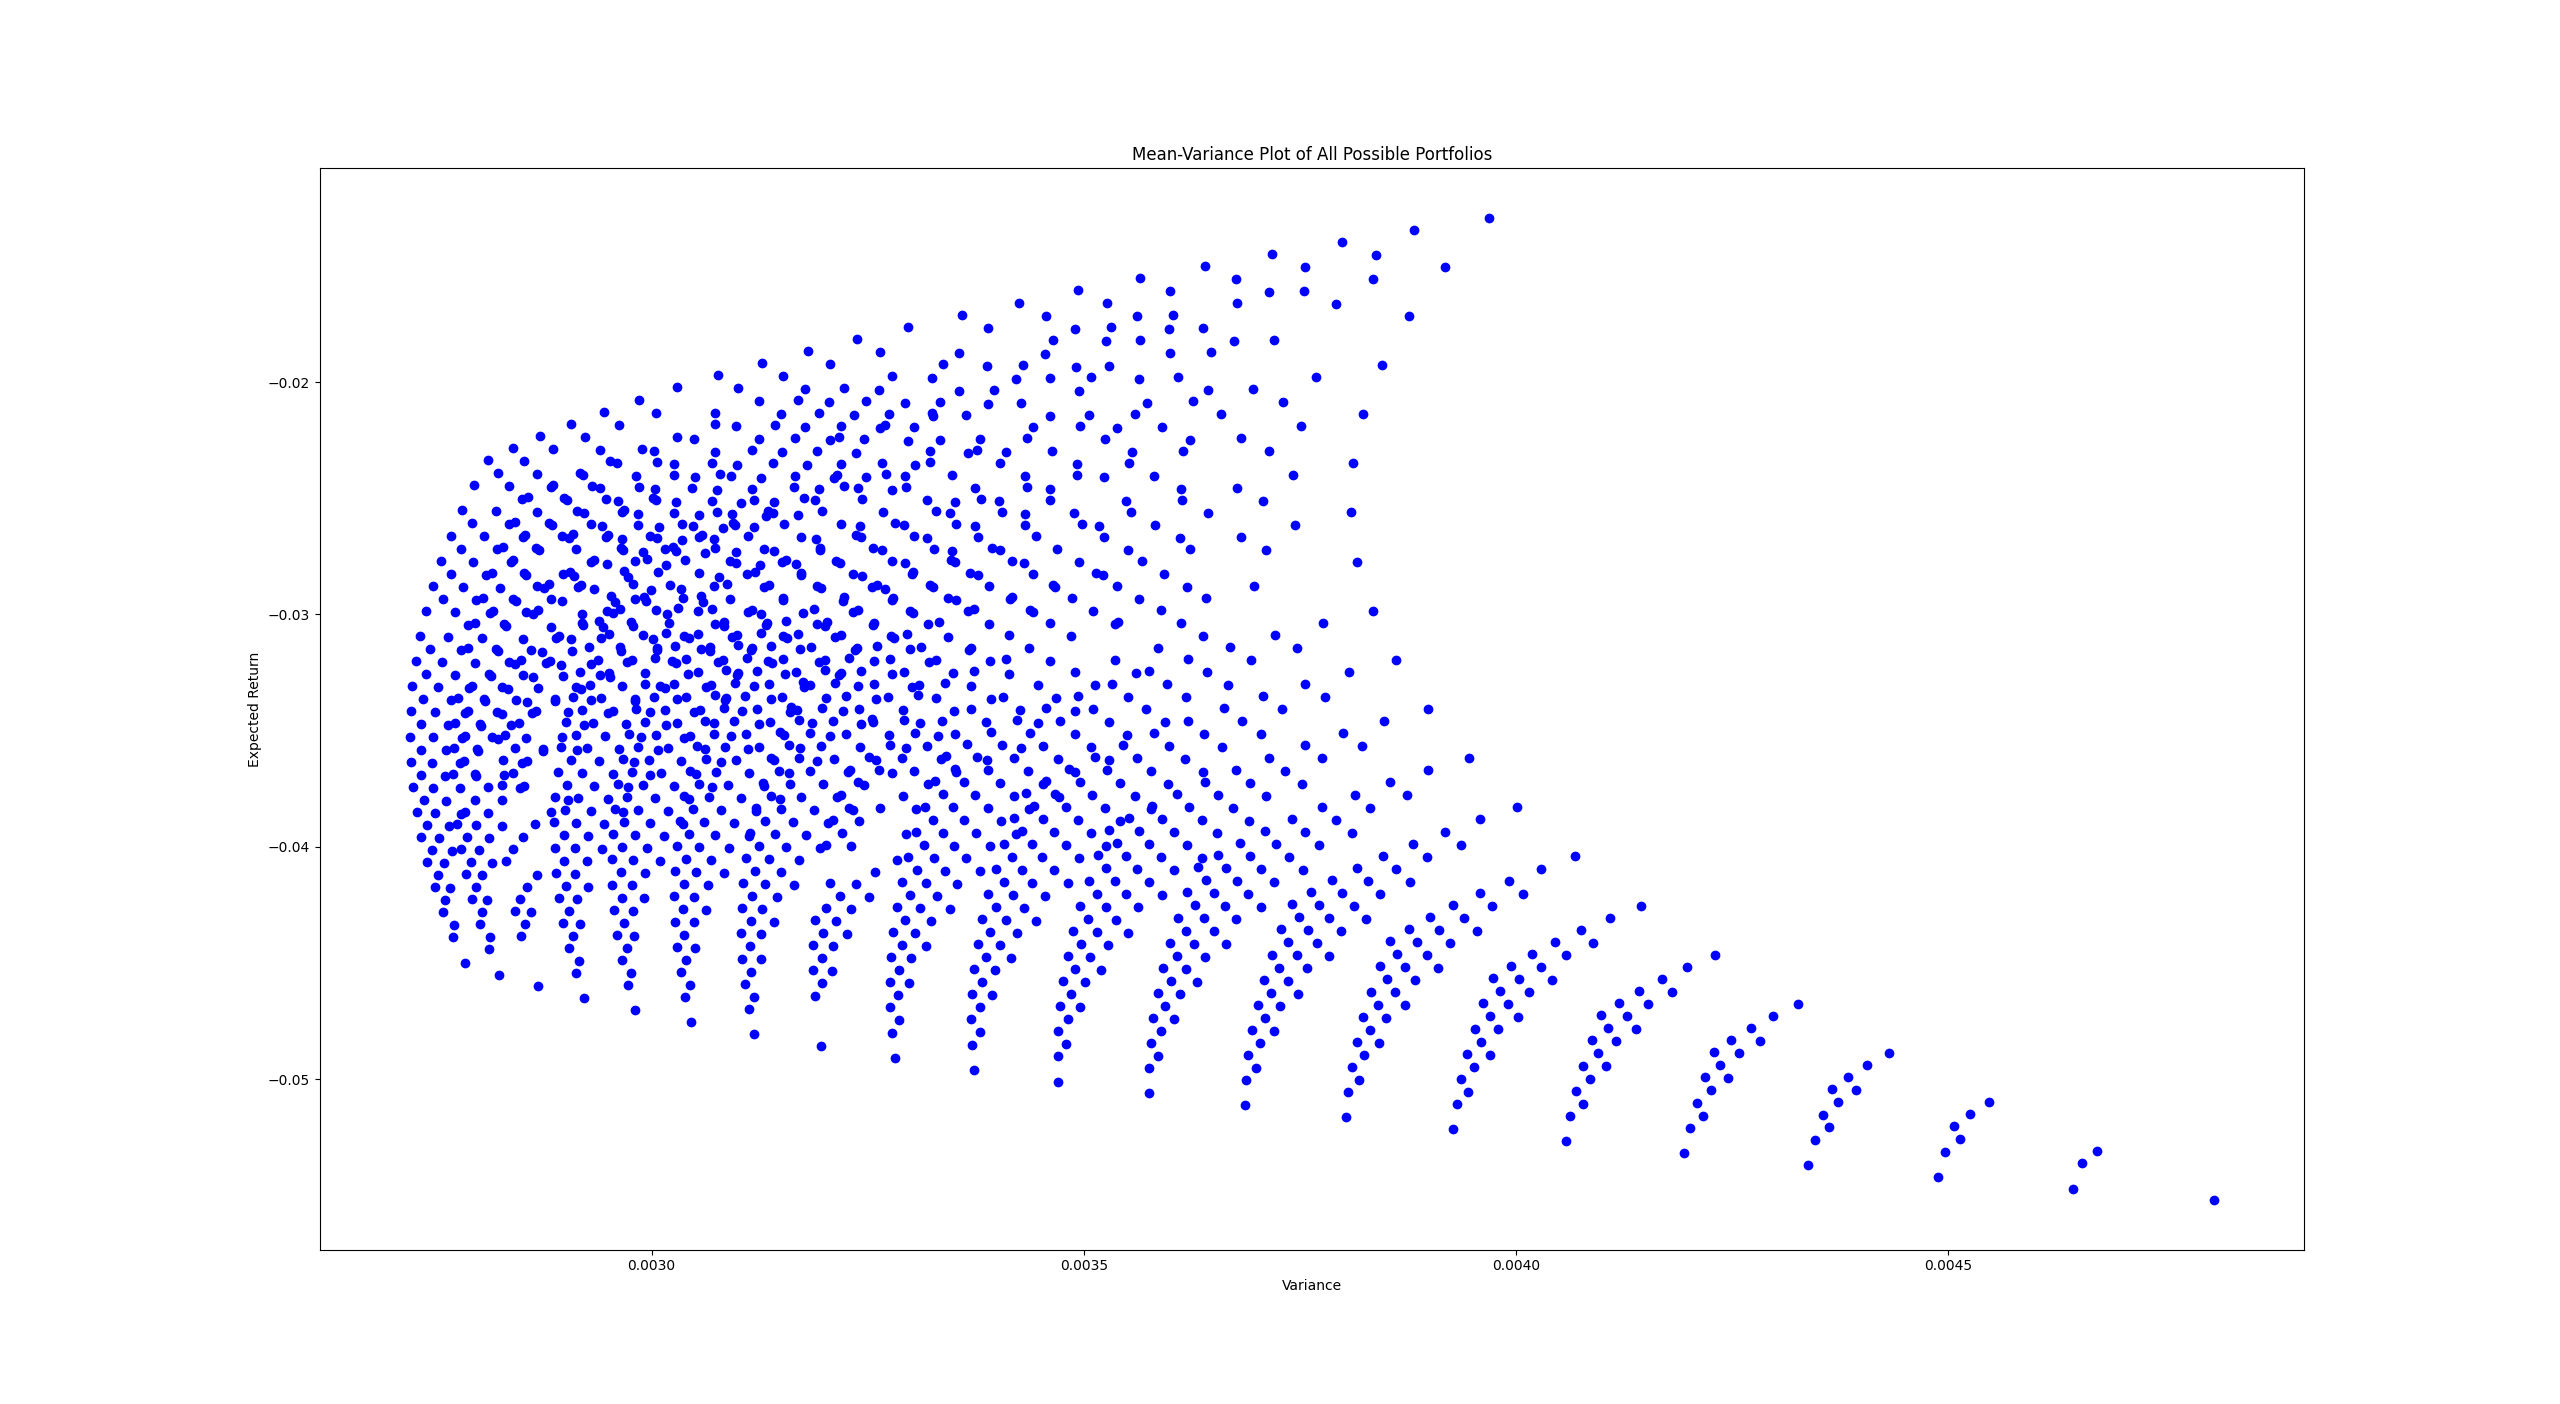 Mean-Variance Plot of All Possible Portfolios
Expected Return
−0.02
−0.03
−0.04
−0.05
0.0030
0.0035
0.0040
0.0045
Variance